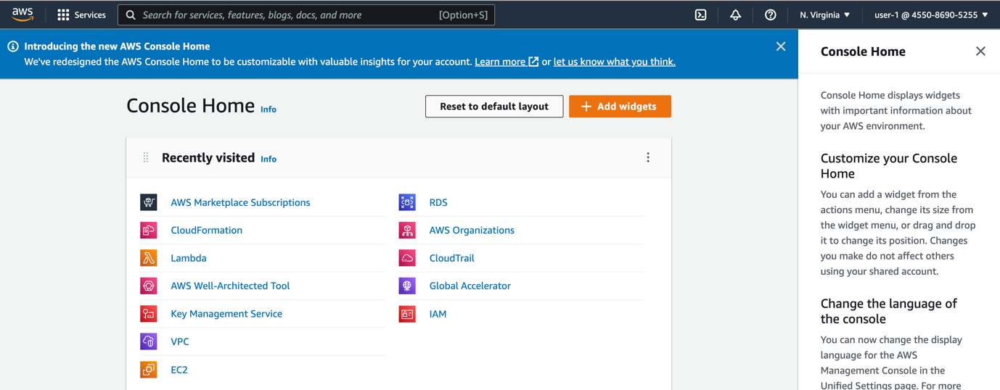 aws
Services
Search for services, features, blogs, docs, and more
[Option+S]
N. Virginia
user-1 @ 4550-8690-5255
Introducing the new AWS Console Home
We've redesigned the AWS Console Home to be customizable with valuable insights for your account. Learn more or let us know what you think.
Console Home Info
Reset to default layout
Add widgets
Recently visited Info
AWS Marketplace Subscriptions
CloudFormation
Lambda
AWS Well-Architected Tool
Key Management Service
VPC
EC2
RDS
AWS Organizations
CloudTrail
Global Accelerator
IAM
Console Home
Console Home displays widgets
with important information about
your AWS environment.
Customize your Console
Home
You can add a widget from the
actions menu, change its size from
the widget menu, or drag and drop
it to change its position. Changes
you make do not affect others
using your shared account.
Change the language of
the console
You can now change the display
language for the AWS
Management Console in the
Unified Settings page. For more